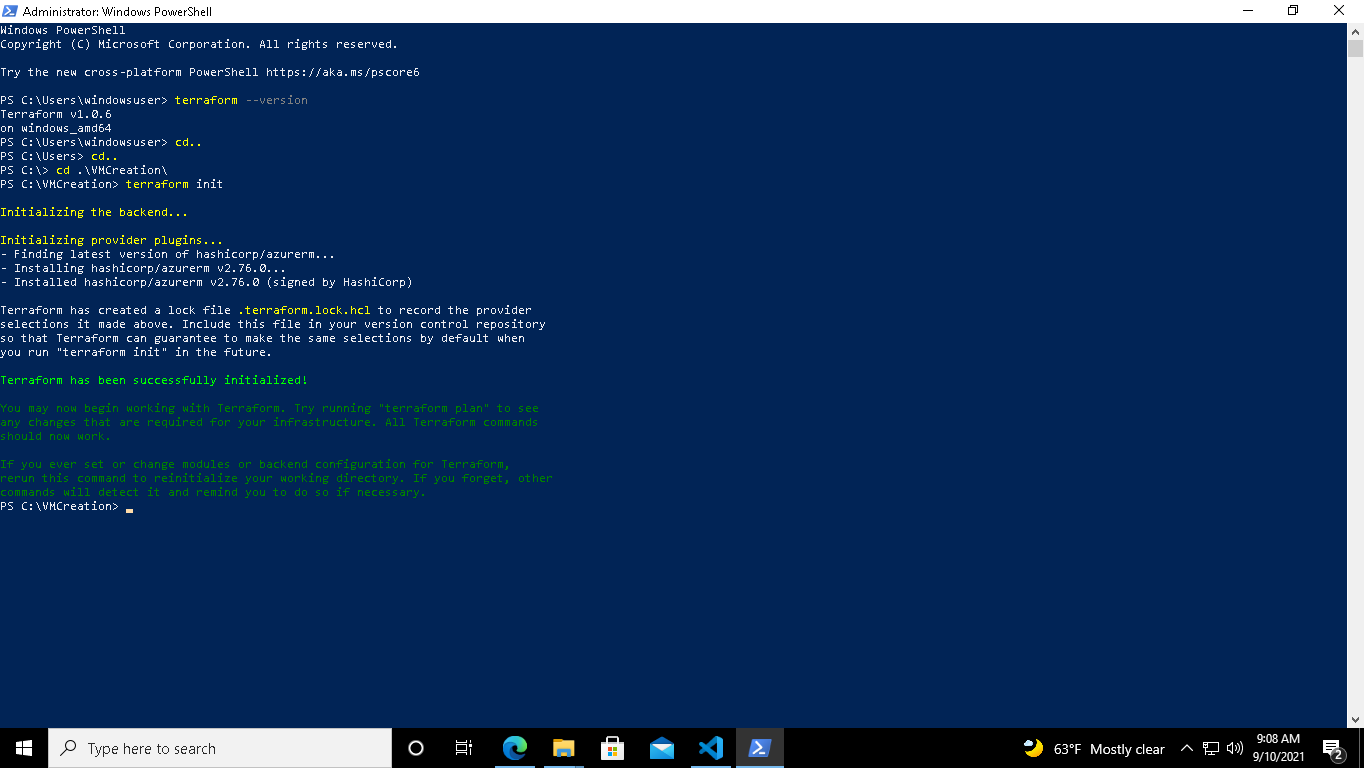 Administrator: Windows PowerShell
Windows PowerShell
Copyright (C) Microsoft Corporation. All rights reserved.
Try the new cross-platform PowerShell https://aka.ms/pscore6
PS C:\Users\windowsuser> terraform --version
Terraform v1.0.6
on windows_amd64
PS C:\Users\windowsuser> cd..
PS C:\Users> cd..
PS C:\> cd .\VMCreation\
PS C:\VMCreation> terraform init
Initializing the backend...
Initializing provider plugins...
- Finding latest version of hashicorp/azurerm...
- Installing hashicorp/azurerm v2.76.0...
- Installed hashicorp/azurerm v2.76.0 (signed by HashiCorp)
Terraform has created a lock file .terraform.lock.hcl to record the provider
selections it made above. Include this file in your version control repository
so that Terraform can guarantee to make the same selections by default when
you run "terraform init" in the future.
Terraform has been successfully initialized!
You may now begin working with Terraform. Try running "terraform plan" to see
any changes that are required for your infrastructure. All Terraform commands
should now work.
If you ever set or change modules or backend configuration for Terraform,
rerun this command to reinitialize your working directory. If you forget, other
commands will detect it and remind you to do so if necessary.
PS C:\VMCreation>
Type here to search
63°F Mostly clear
9:08 AM
9/10/2021
2